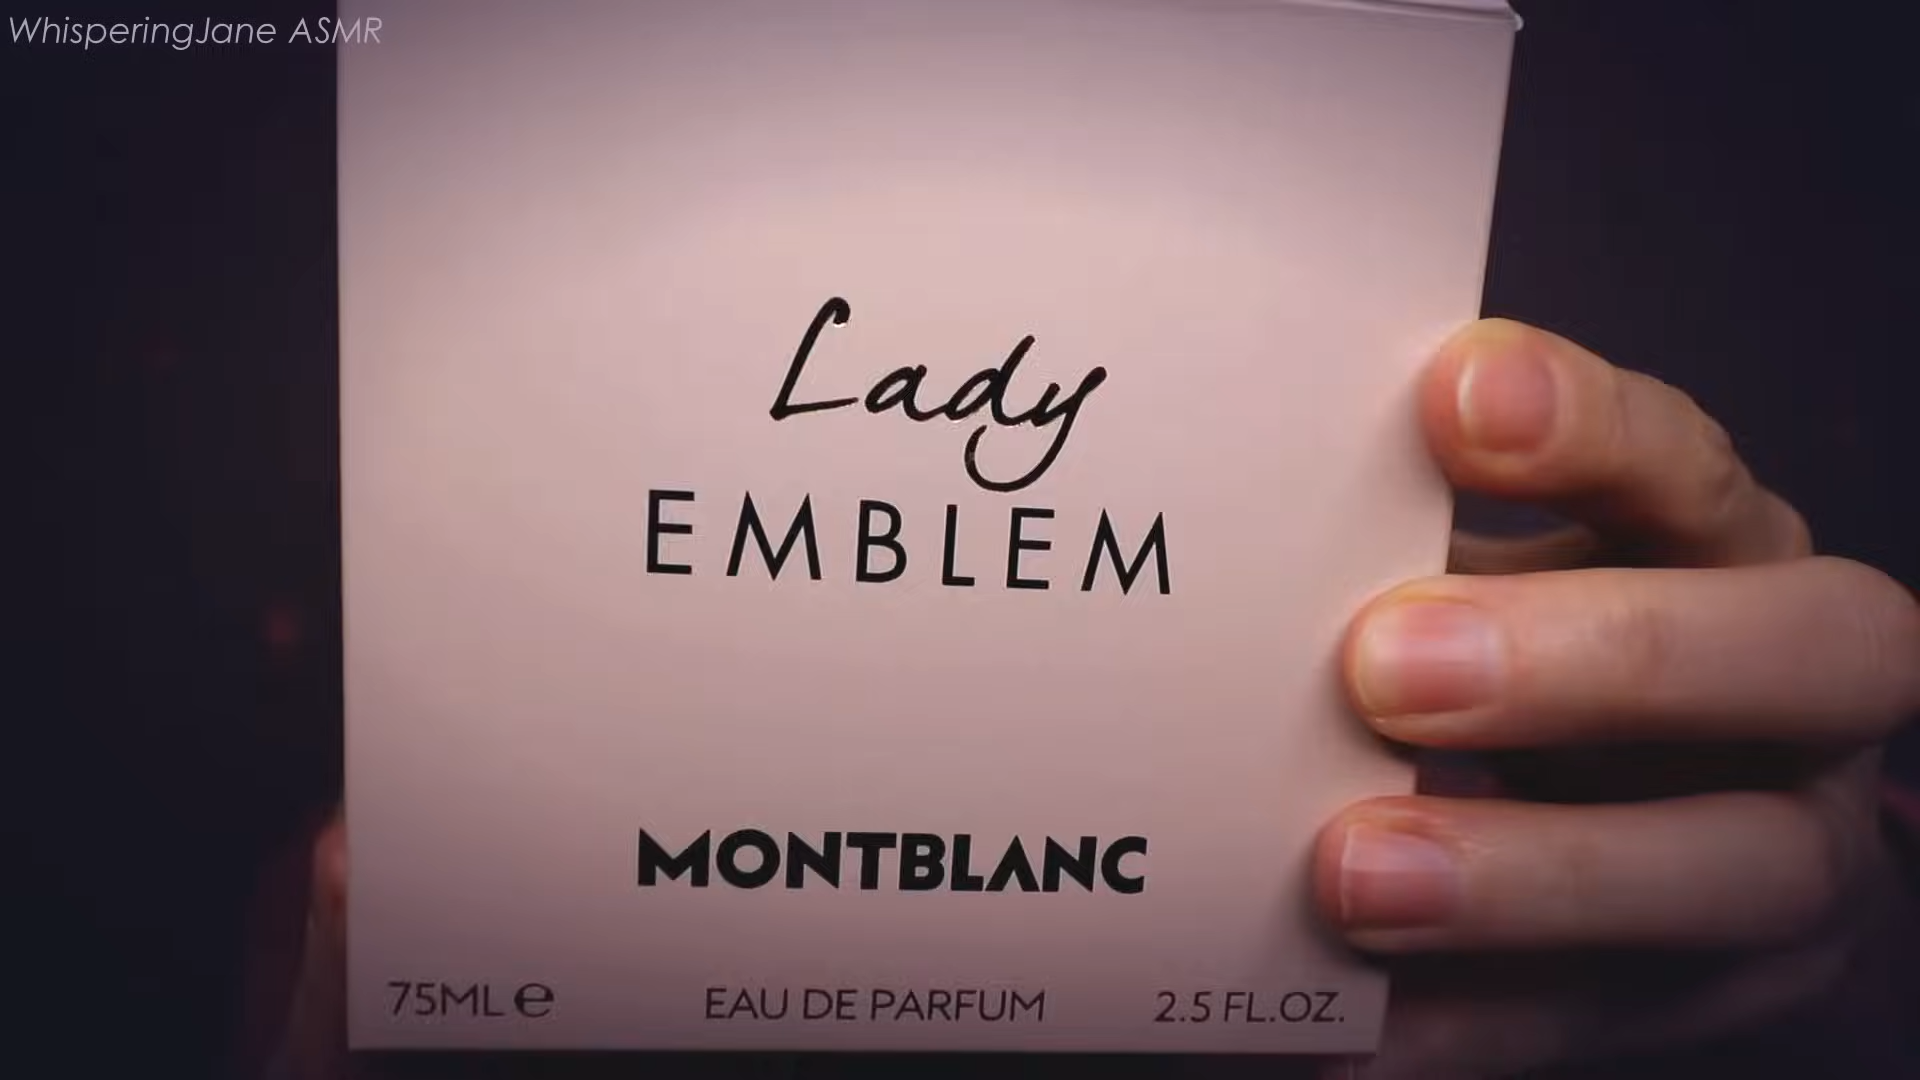 WhisperingJane ASMR
Lady
EMBLEM
MONTBLANC
75ML e EAU DE PARFUM 2.5 FL.OZ.